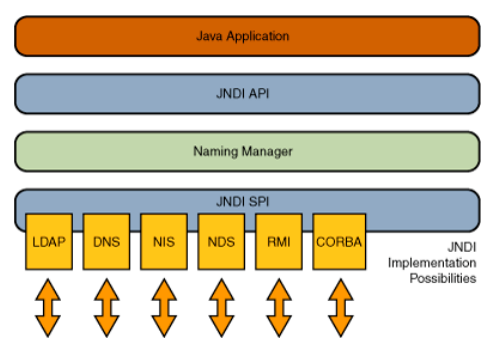 Java Application
JNDI API
Naming Manager
JNDI SPI
LDAP
DNS
NIS
NDS
RMI
CORBA
JNDI
Implementation
Possibilities